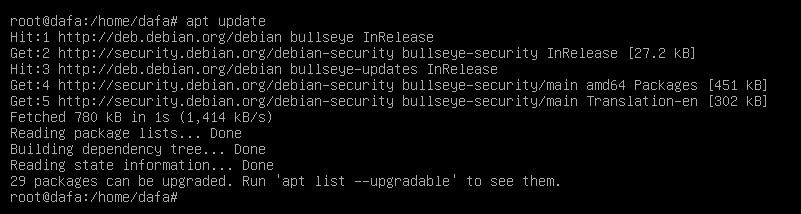 root@dafa:/home/dafa# apt update
Hit:1 http://deb.debian.org/debian bullseye InRelease
Get:2 http://security.debian.org/debian-security bullseye-security InRelease [27.2 kB]
Hit:3 http://deb.debian.org/debian bullseye-updates InRelease
Get:4 http://security.debian.org/debian-security bullseye-security/main amd64 Packages [451 kB]
Get:5 http://security.debian.org/debian-security bullseye-security/main Translation-en [302 kB]
Fetched 780 kB in 1s (1,414 kB/s)
Reading package lists... Done
Building dependency tree... Done
Reading state information... Done
29 packages can be upgraded. Run 'apt list --upgradable' to see them.
root@dafa:/home/dafa#